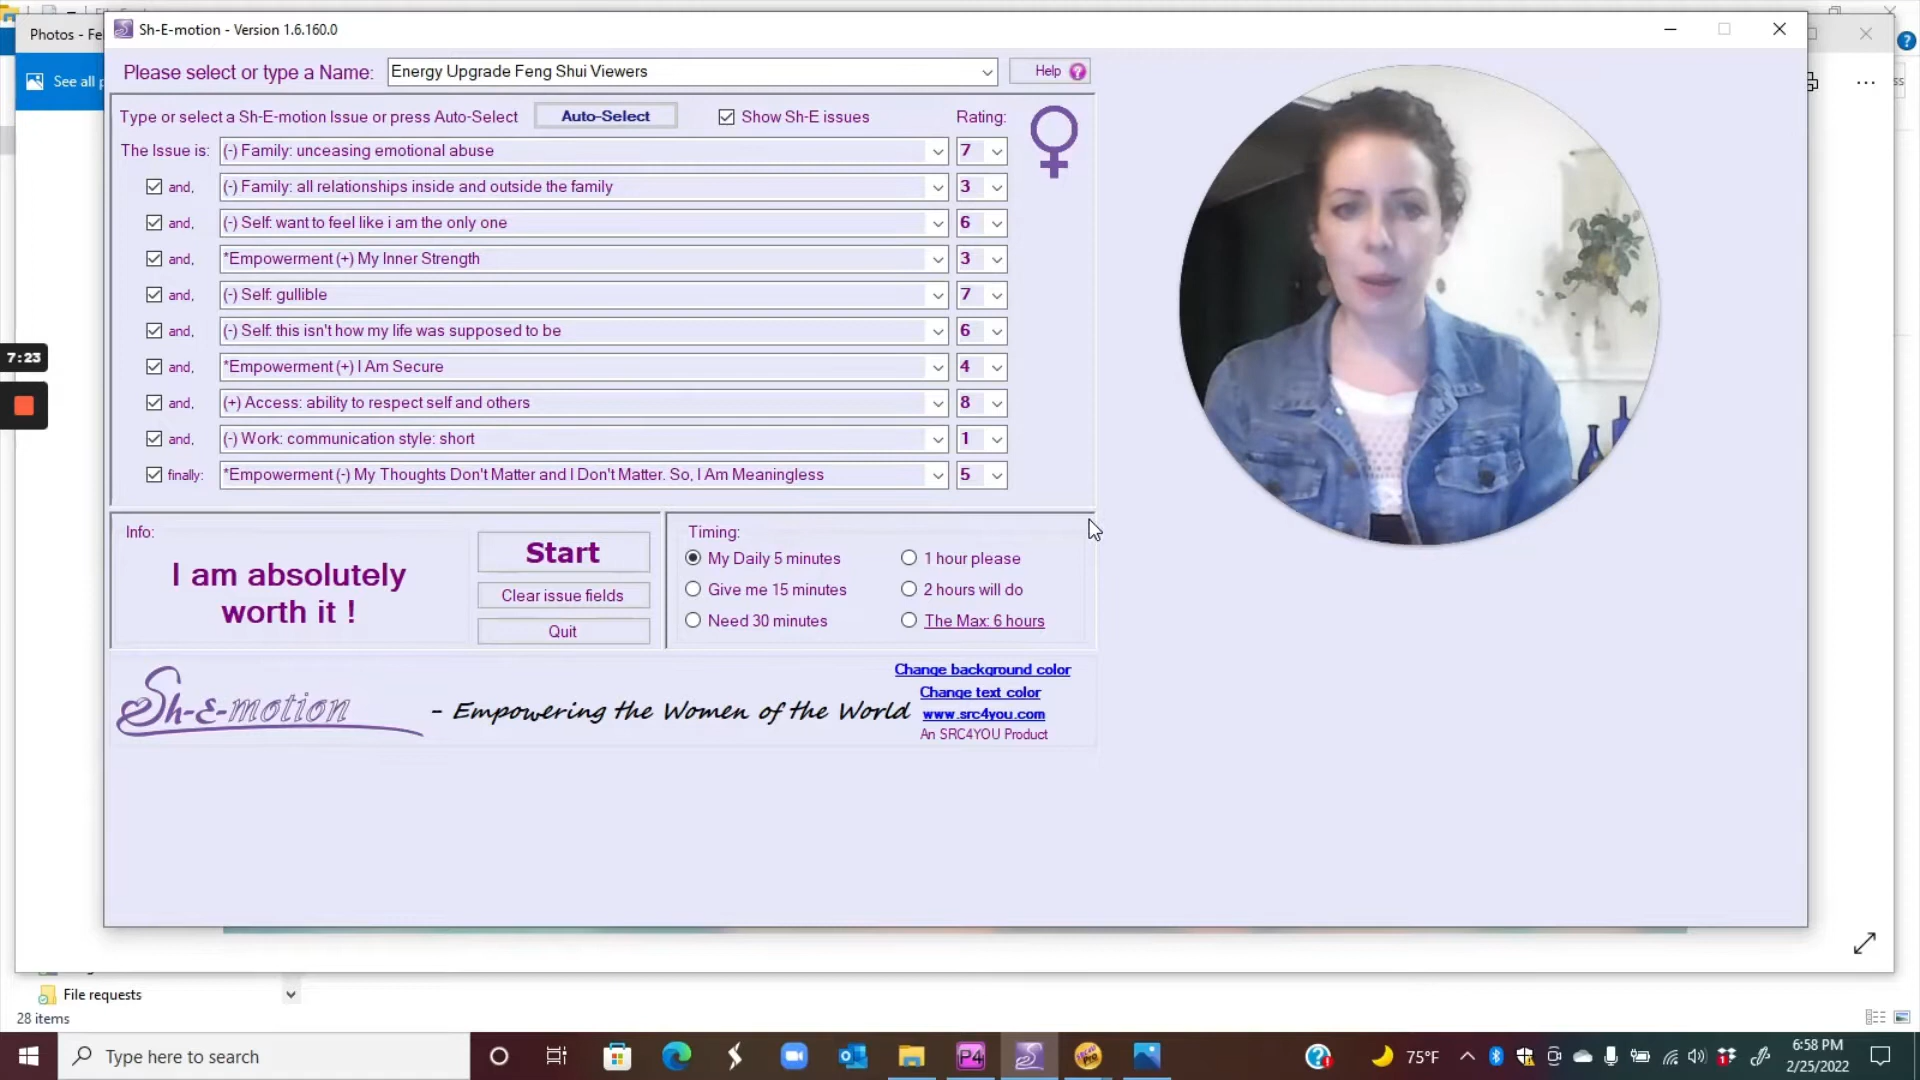 Photos - Fe
Sh-E-motion - Version 1.6.160.0
See all p
Please select or type a Name:
Energy Upgrade Feng Shui Viewers
Help ?
Type or select a Sh-E-motion Issue or press Auto-Select
Auto-Select
Show Sh-E issues
Rating:
The Issue is:
(-) Family: unceasing emotional abuse
7
and,
(-) Family: all relationships inside and outside the family
3
and,
(-) Self: want to feel like i am the only one
6
and,
*Empowerment (+) My Inner Strength
3
and,
(-) Self: gullible
7
and,
(-) Self: this isn't how my life was supposed to be
6
7:23
and,
*Empowerment (+) I Am Secure
4
and,
(+) Access: ability to respect self and others
8
and,
(-) Work: communication style: short
1
finally:
*Empowerment (-) My Thoughts Don't Matter and I Don't Matter. So, I Am Meaningless
5
Info:
I am absolutely
worth it !
Start
Clear issue fields
Quit
Timing:
My Daily 5 minutes
1 hour please
Give me 15 minutes
2 hours will do
Need 30 minutes
The Max: 6 hours
Sh-E-motion
- Empowering the Women of the World
Change background color
Change text color
www.src4you.com
An SRC4YOU Product
File requests
28 items
Type here to search
P4
75°F
6:58 PM
2/25/2022